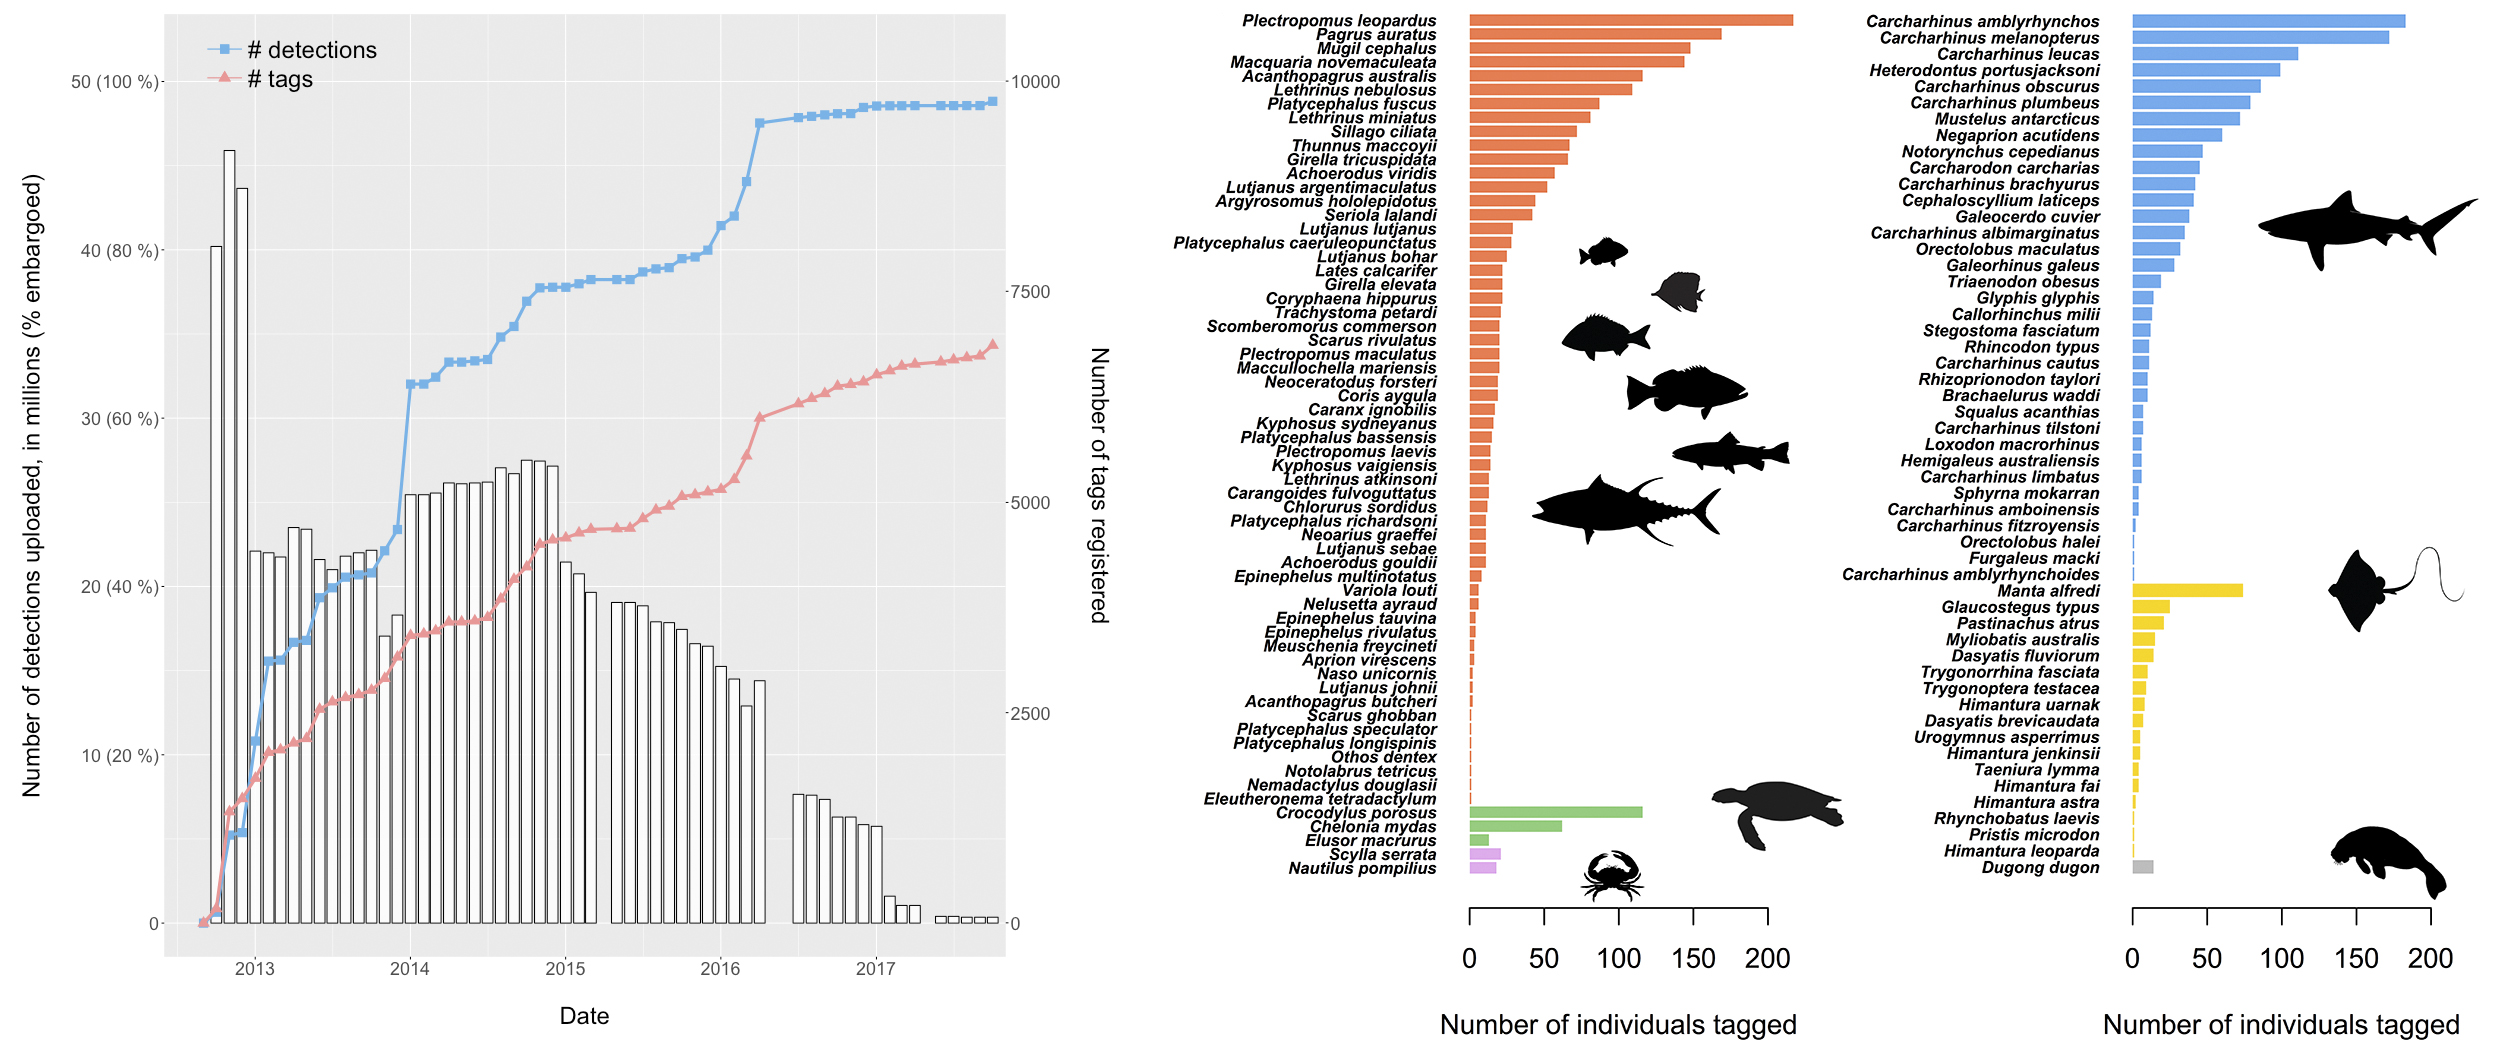 # detections
# tags
Number of detections uploaded, in millions (% embargoed)
50 (100 %)
40 (80 %)
30 (60 %)
20 (40 %)
10 (20 %)
0
10000
7500
5000
2500
0
Number of tags registered
2013 2014 2015 2016 2017
Date
Plectropomus leopardus
Pagrus auratus
Mugil cephalus
Macquaria novemaculeata
Acanthopagrus australis
Lethrinus nebulosus
Platycephalus fuscus
Lethrinus miniatus
Sillago ciliata
Thunnus maccoyii
Girella tricuspidata
Achoerodus viridis
Lutjanus argentimaculatus
Argyrosomus hololepidotus
Seriola lalandi
Lutjanus lutjanus
Platycephalus caeruleopunctatus
Lutjanus bohar
Lates calcarifer
Girella elevata
Coryphaena hippurus
Trachystoma petardi
Scomberomorus commerson
Scarus rivulatus
Plectropomus maculatus
Maccullochella mariensis
Neoceratodus forsteri
Coris aygula
Caranx ignobilis
Kyphosus sydneyanus
Platycephalus bassensis
Plectropomus laevis
Kyphosus vaigiensis
Lethrinus atkinsoni
Carangoides fulvoguttatus
Chlorurus sordidus
Platycephalus richardsoni
Neoarius graeffei
Lutjanus sebae
Achoerodus gouldii
Epinephelus multinotatus
Variola louti
Nelusetta ayraud
Epinephelus tauvina
Epinephelus rivulatus
Meuschenia freycineti
Aprion virescens
Naso unicornis
Lutjanus johnii
Acanthopagrus butcheri
Scarus ghobban
Platycephalus speculator
Platycephalus longispinis
Othos dentex
Notolabrus tetricus
Nemadactylus douglasii
Eleutheronema tetradactylum
Crocodylus porosus
Chelonia mydas
Elusor macrurus
Scylla serrata
Nautilus pompilius
0 50 100 150 200
Number of individuals tagged
Carcharhinus amblyrhynchos
Carcharhinus melanopterus
Carcharhinus leucas
Heterodontus portusjacksoni
Carcharhinus obscurus
Carcharhinus plumbeus
Mustelus antarcticus
Negaprion acutidens
Notorynchus cepedianus
Carcharodon carcharias
Carcharhinus brachyurus
Cephaloscyllium laticeps
Galeocerdo cuvier
Carcharhinus albimarginatus
Orectolobus maculatus
Galeorhinus galeus
Triaenodon obesus
Glyphis glyphis
Callorhinchus milii
Stegostoma fasciatum
Rhincodon typus
Carcharhinus cautus
Rhizoprionodon taylori
Brachaelurus waddi
Squalus acanthias
Carcharhinus tilstoni
Loxodon macrorhinus
Hemigaleus australiensis
Carcharhinus limbatus
Sphyrna mokarran
Carcharhinus amboinensis
Carcharhinus fitzroyensis
Orectolobus halei
Furgaleus macki
Carcharhinus amblyrhynchoides
Manta alfredi
Glaucostegus typus
Pastinachus atrus
Myliobatis australis
Dasyatis fluviorum
Trygonorrhina fasciata
Trygonoptera testacea
Himantura uarnak
Dasyatis brevicaudata
Urogymnus asperrimus
Himantura jenkinsii
Taeniura lymma
Himantura fai
Himantura astra
Rhynchobatus laevis
Pristis microdon
Himantura leoparda
Dugong dugon
0 50 100 150 200
Number of individuals tagged